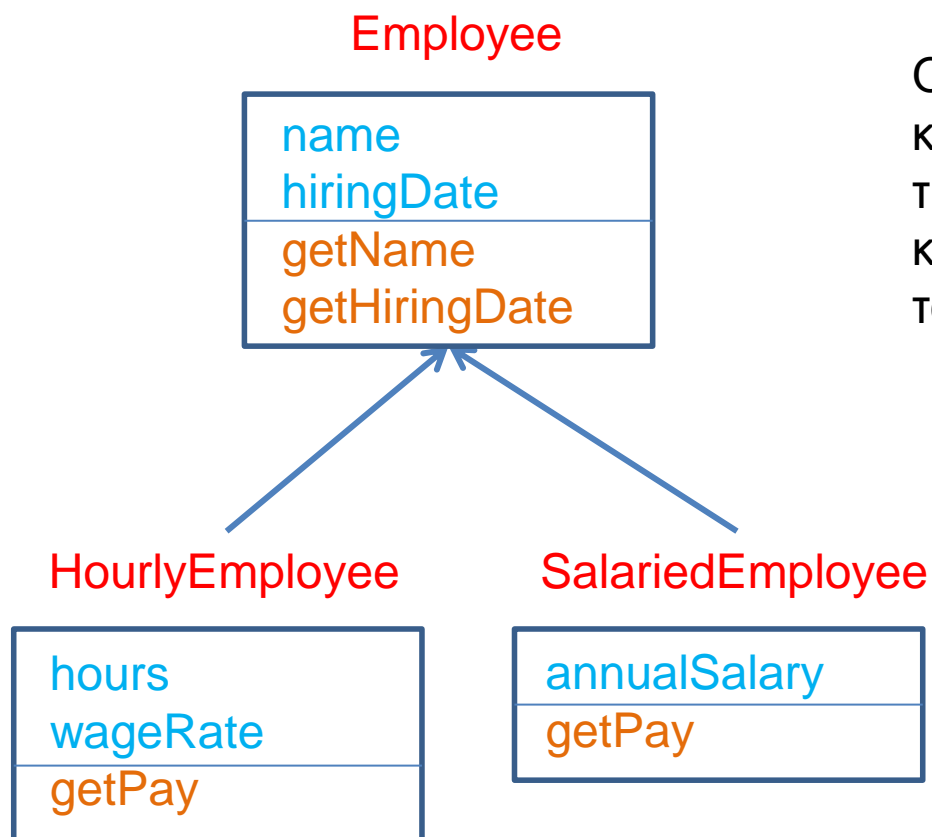 Employee
name
hiringDate
getName
getHiringDate
HourlyEmployee
SalariedEmployee
hours
wageRate
getPay
annualSalary
getPay